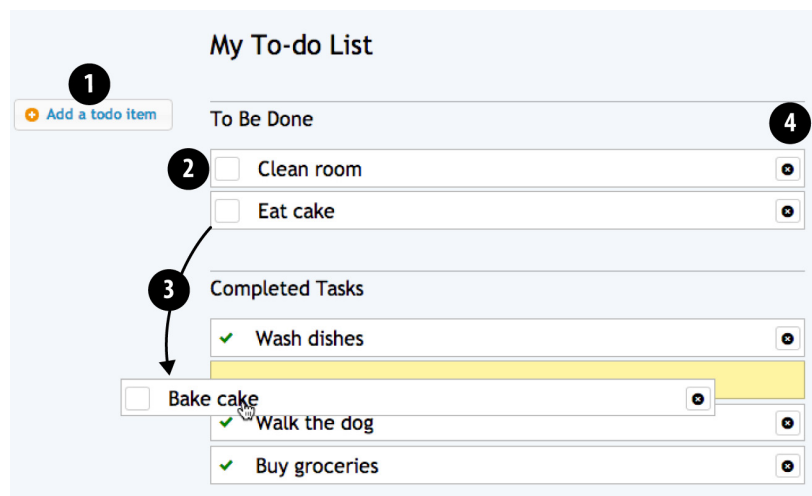 My To-do List
1
Add a todo item
To Be Done
4
2
Clean room
Eat cake
3
Completed Tasks
Wash dishes
Bake cake
Walk the dog
Buy groceries